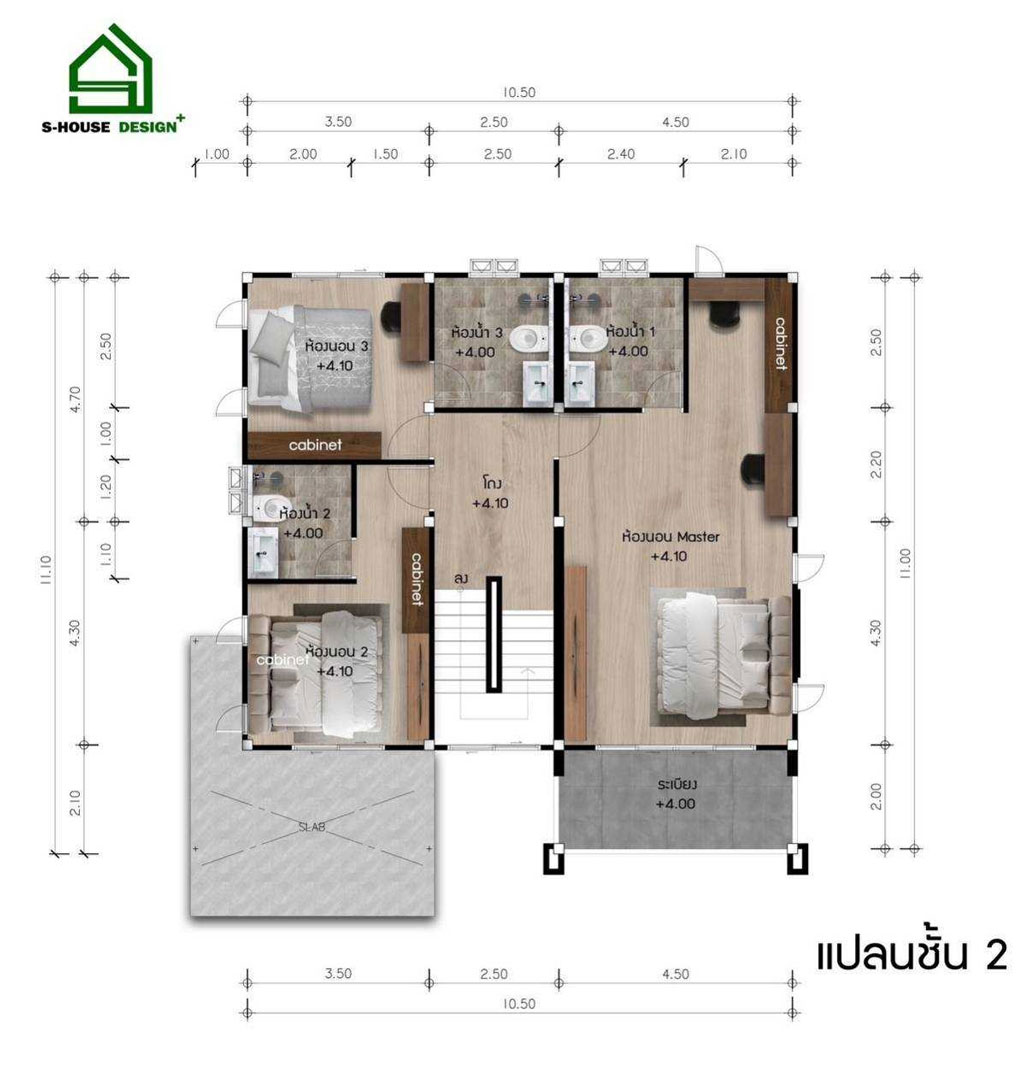 S-HOUSE DESIGN+
10.50
3.50 2.50 4.50
1.00 2.00 1.50 2.50 2.40 2.10
11.10
4.70
4.30
2.10
2.50
1.00
1.20
1.10
ห้องนอน 3
+4.10
cabinet
ห้องน้ำ 3
+4.00
ห้องน้ำ 1
+4.00
cabinet
ห้องน้ำ 2
+4.00
โถง
+4.10
ลง
cabinet
ห้องนอน Master
+4.10
cabinet
ห้องนอน 2
+4.10
SLAB
ระเบียง
+4.00
2.50
2.20
4.30
2.00
11.00
แปลนชั้น 2
3.50 2.50 4.50
10.50